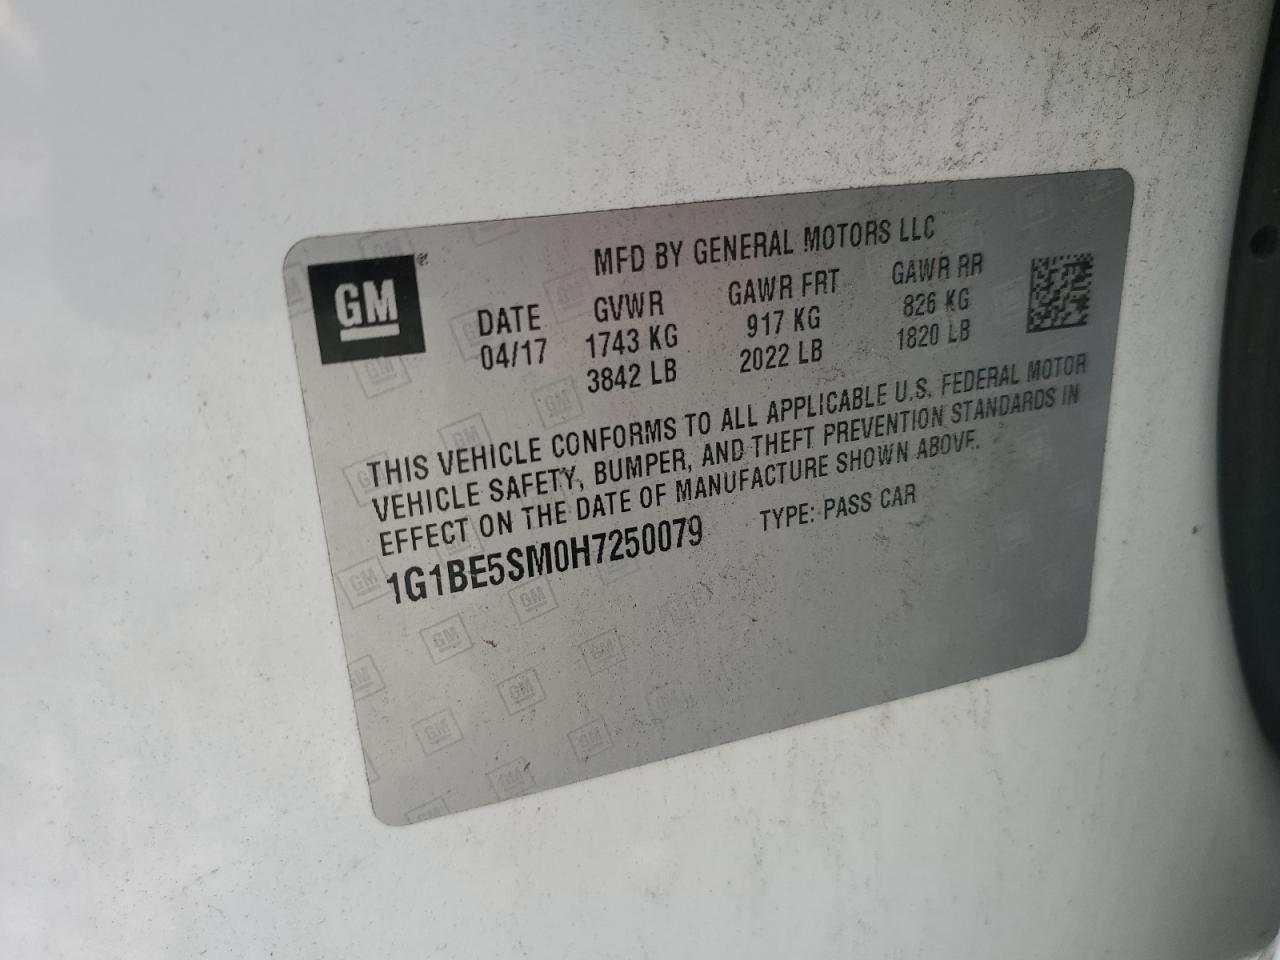 GM
MFD BY GENERAL MOTORS LLC
DATE GVWR GAWR FRT GAWR RR
04/17 1743 KG 917 KG 826 KG
3842 LB 2022 LB 1820 LB
THIS VEHICLE CONFORMS TO ALL APPLICABLE U.S. FEDERAL MOTOR
VEHICLE SAFETY, BUMPER, AND THEFT PREVENTION STANDARDS IN
EFFECT ON THE DATE OF MANUFACTURE SHOWN ABOVE.
1G1BE5SM0H7250079 TYPE: PASS CAR